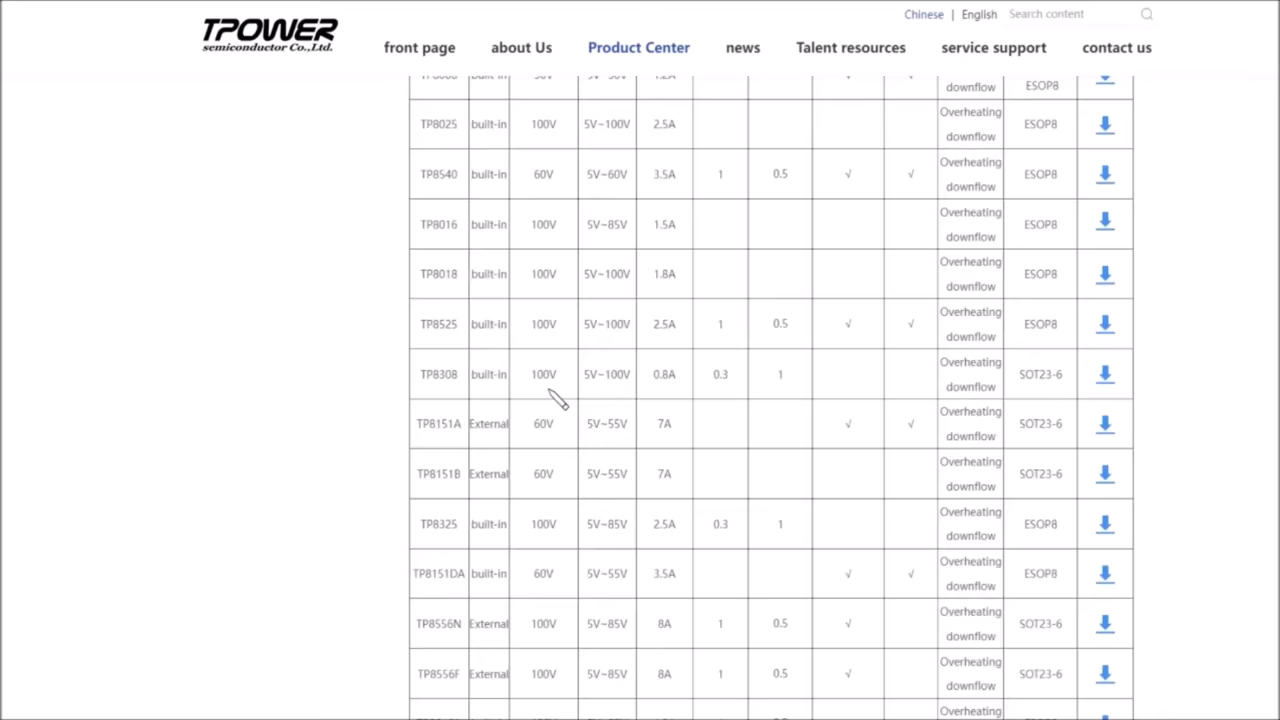 TPOWER
semiconductor Co.,Ltd.
Chinese | English Search content
front page about Us Product Center news Talent resources service support contact us
downflow ESOP8
TP8025 built-in 100V 5V~100V 2.5A Overheating downflow ESOP8
TP8540 built-in 60V 5V~60V 3.5A 1 0.5 √ √ Overheating downflow ESOP8
TP8016 built-in 100V 5V~85V 1.5A Overheating downflow ESOP8
TP8018 built-in 100V 5V~100V 1.8A Overheating downflow ESOP8
TP8525 built-in 100V 5V~100V 2.5A 1 0.5 √ √ Overheating downflow ESOP8
TP8308 built-in 100V 5V~100V 0.8A 0.3 1 Overheating downflow SOT23-6
TP8151A External 60V 5V~55V 7A √ √ Overheating downflow SOT23-6
TP8151B External 60V 5V~55V 7A Overheating downflow SOT23-6
TP8325 built-in 100V 5V~85V 2.5A 0.3 1 Overheating downflow ESOP8
TP8151DA built-in 60V 5V~55V 3.5A √ √ Overheating downflow ESOP8
TP8556N External 100V 5V~85V 8A 1 0.5 √ Overheating downflow SOT23-6
TP8556F External 100V 5V~85V 8A 1 0.5 √ Overheating downflow SOT23-6
Overheating